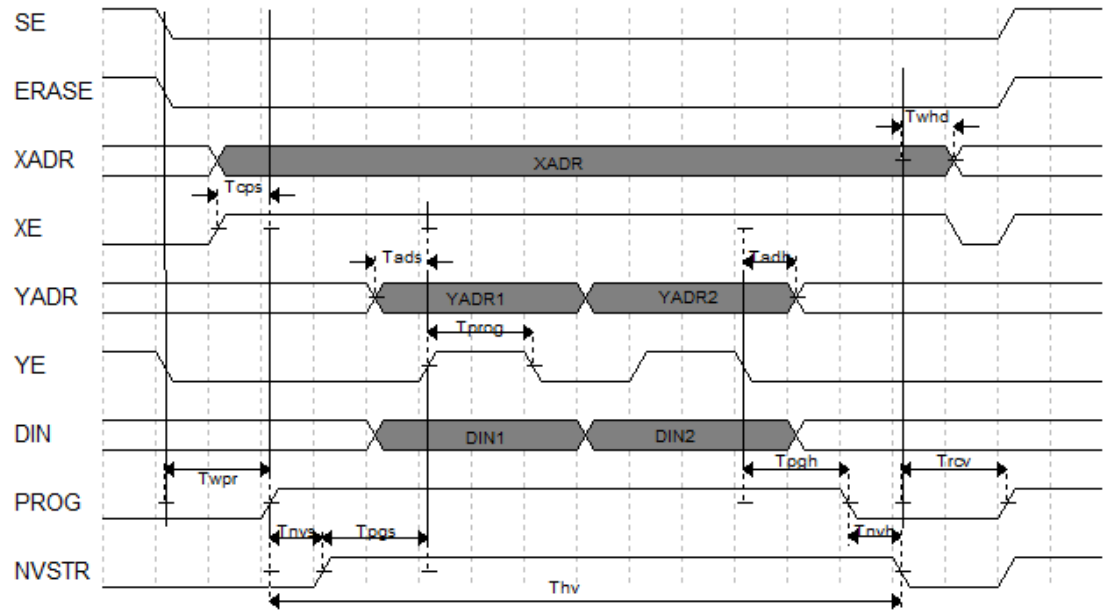 SE
ERASE
Twhd
XADR
XADR
Tcps
XE
Tads
Tadh
YADR
YADR1
YADR2
Tprog
YE
DIN
DIN1
DIN2
Twpr
Tpgh
Trcv
PROG
Tnvs
Tpgs
Tnvh
NVSTR
Thv